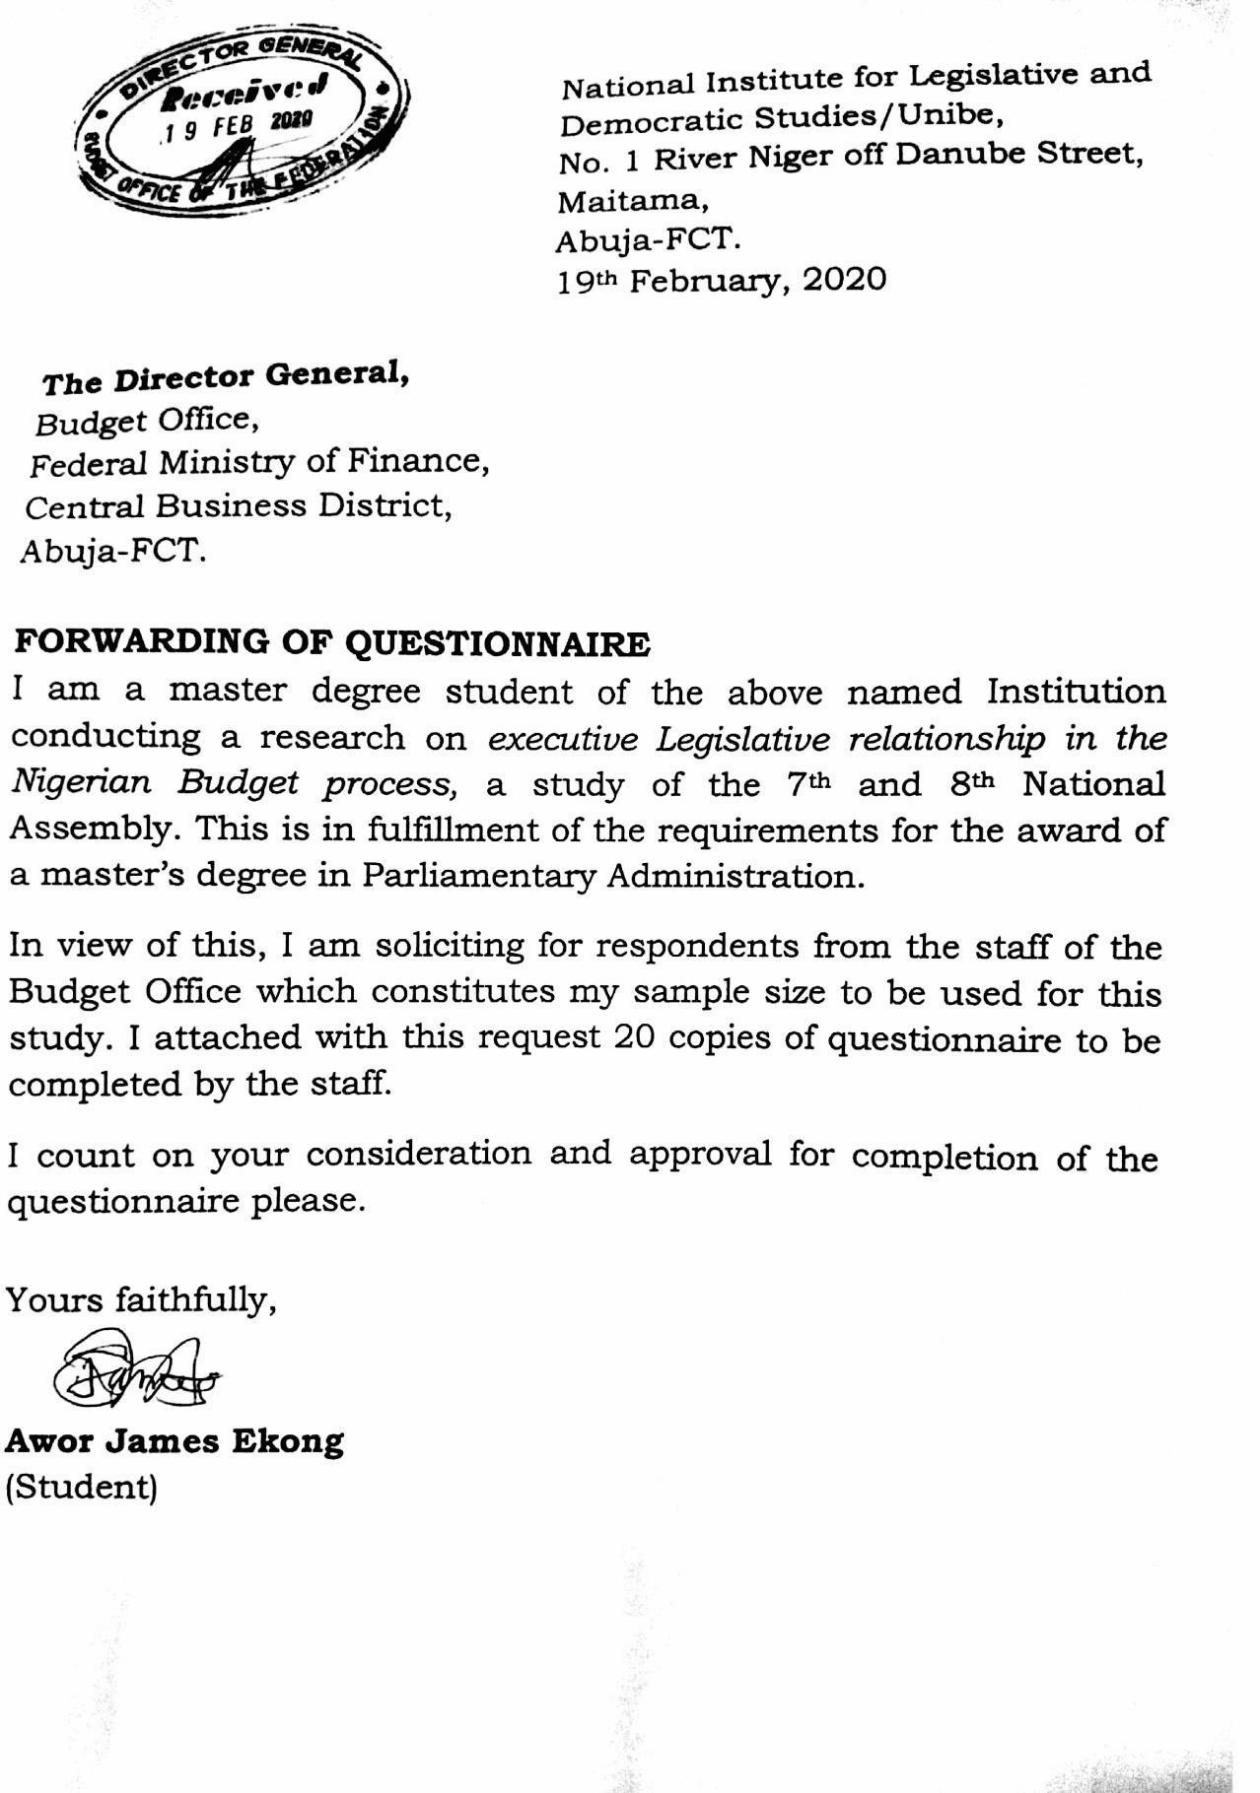 DIRECTOR GENERAL
Received
19 FEB 2020
BUDGET OFFICE OF THE FEDERATION
National Institute for Legislative and
Democratic Studies/Unibe,
No. 1 River Niger off Danube Street,
Maitama,
Abuja-FCT.
19th February, 2020
The Director General,
Budget Office,
Federal Ministry of Finance,
Central Business District,
Abuja-FCT.
FORWARDING OF QUESTIONNAIRE
I am a master degree student of the above named Institution
conducting a research on executive Legislative relationship in the
Nigerian Budget process, a study of the 7th and 8th National
Assembly. This is in fulfillment of the requirements for the award of
a master's degree in Parliamentary Administration.
In view of this, I am soliciting for respondents from the staff of the
Budget Office which constitutes my sample size to be used for this
study. I attached with this request 20 copies of questionnaire to be
completed by the staff.
I count on your consideration and approval for completion of the
questionnaire please.
Yours faithfully,
Awor James Ekong
(Student)